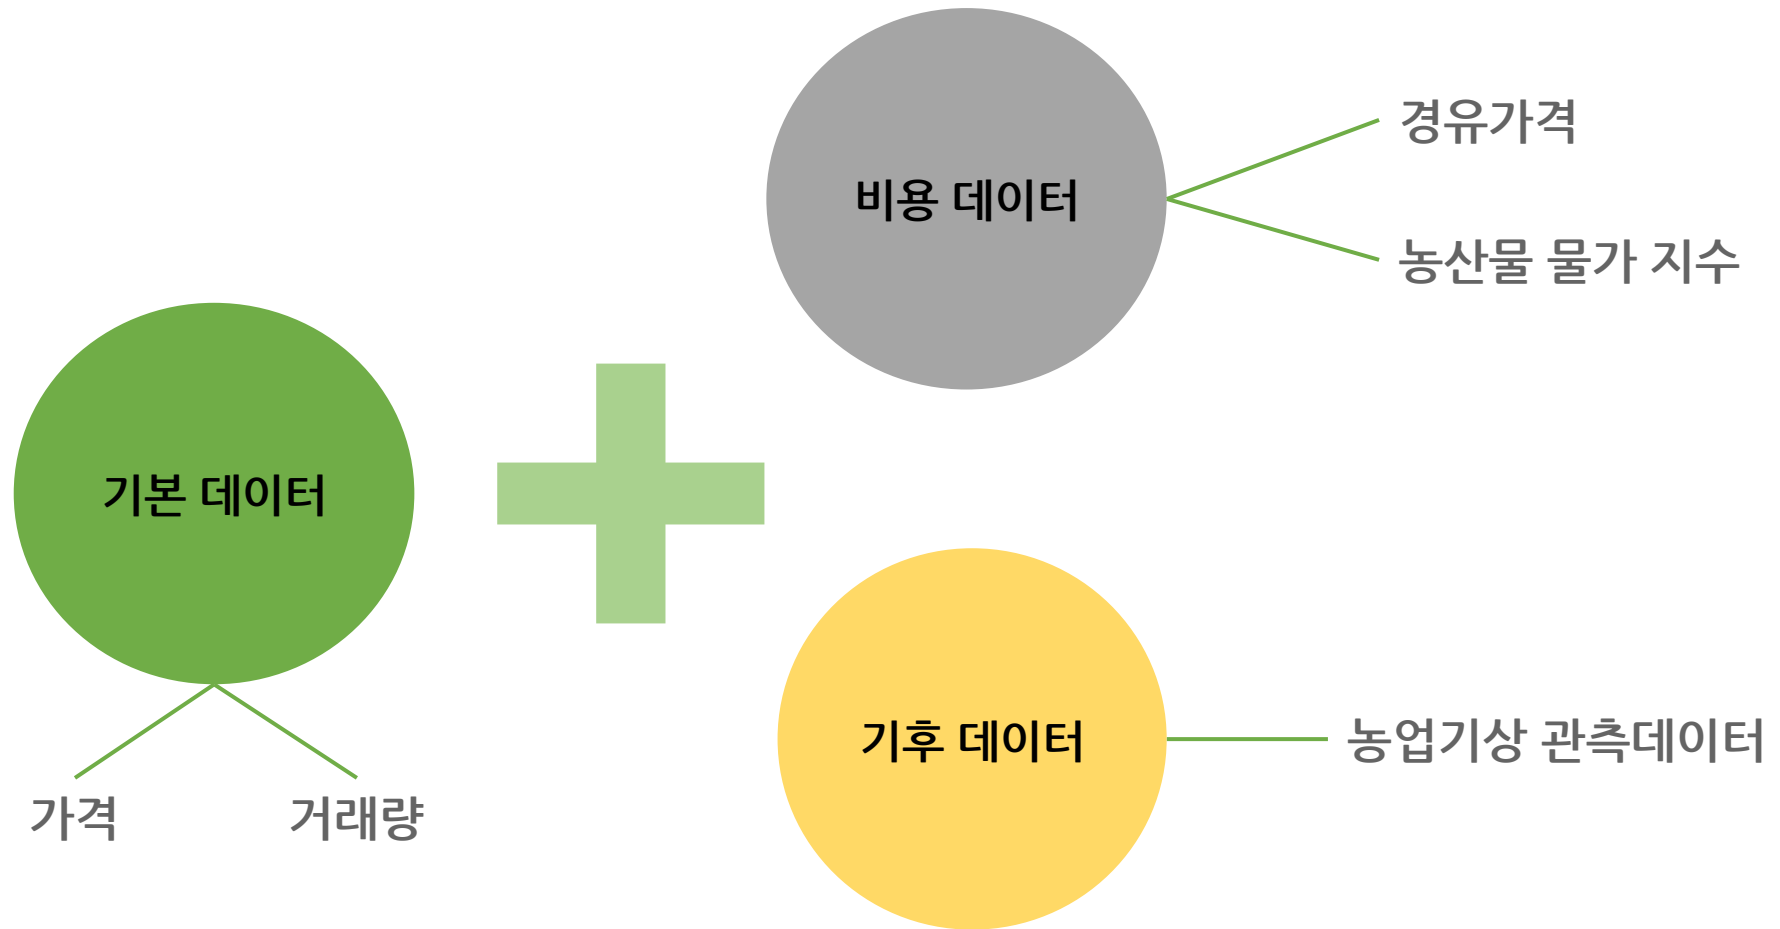 경유가격
비용 데이터
농산물 물가 지수
기본 데이터
기후 데이터
농업기상 관측데이터
가격
거래량